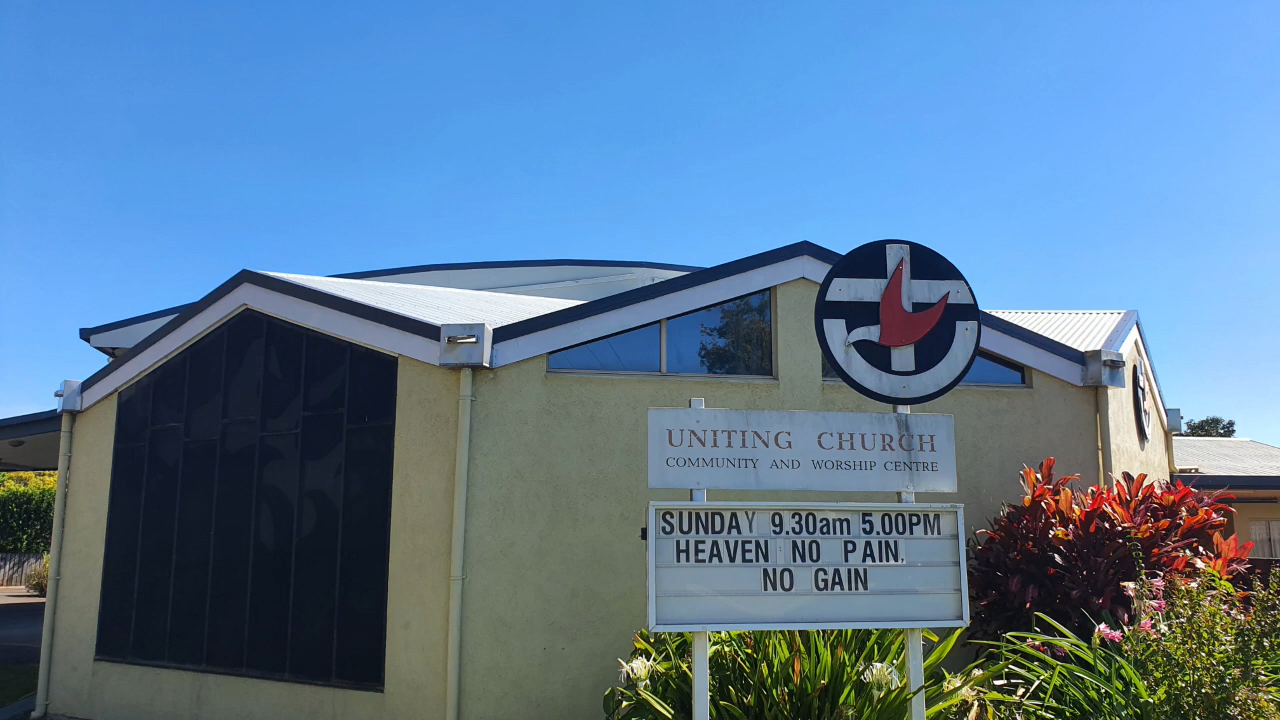 UNITING CHURCH
COMMUNITY AND WORSHIP CENTRE
SUNDAY 9.30am 5.00PM
HEAVEN NO PAIN.
NO GAIN